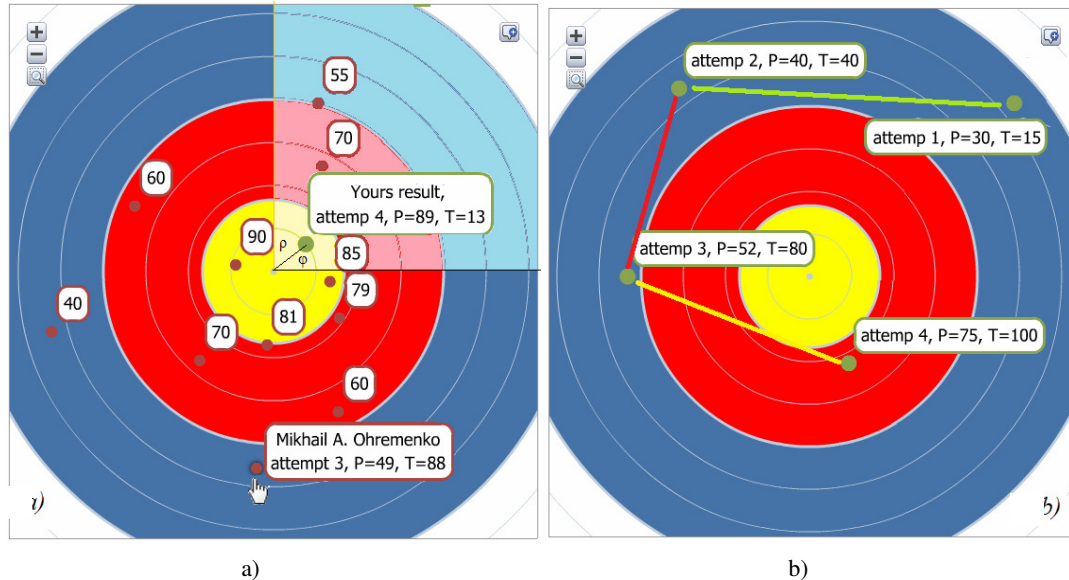 55
70
60
Yours result,
attemp 4, P=89, T=13
90
ρ
φ
85
79
40
81
70
60
Mikhail A. Ohremenko
attempt 3, P=49, T=88
a)
attemp 2, P=40, T=40
attemp 1, P=30, T=15
attemp 3, P=52, T=80
attemp 4, P=75, T=100
b)
b)